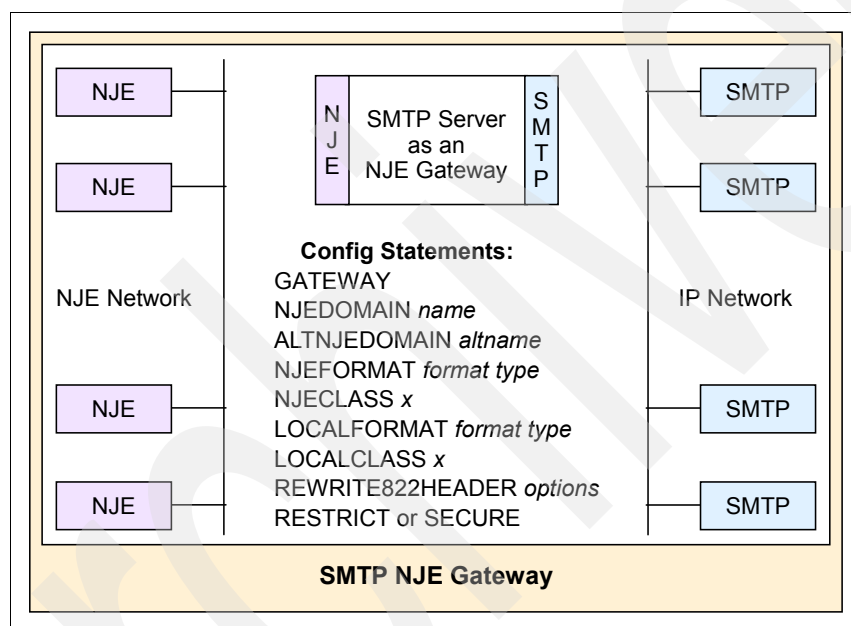 NJE
SMTP
N
J
E
SMTP Server
as an
NJE Gateway
S
M
T
P
NJE
SMTP
Config Statements:
GATEWAY
NJE Network
IP Network
NJEDOMAIN name
ALTNJEDOMAIN altname
NJEFORMAT format type
NJECLASS x
NJE
SMTP
LOCALFORMAT format type
LOCALCLASS x
REWRITE822HEADER options
NJE
SMTP
RESTRICT or SECURE
SMTP NJE Gateway